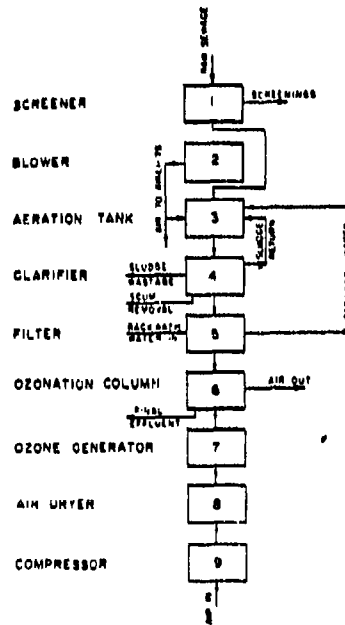 RAW SEWAGE
SCREENER
1
SCREENINGS
BLOWER
2
AERATION TANK
3
SLUDGE
RETURN
CLARIFIER
4
SLUDGE
WASTAGE
SCUM
REMOVAL
FILTER
5
BACKWASH
WATER IN
OZONATION COLUMN
6
AIR OUT
FINAL
EFFLUENT
OZONE GENERATOR
7
AIR DRYER
8
COMPRESSOR
9
AIR IN